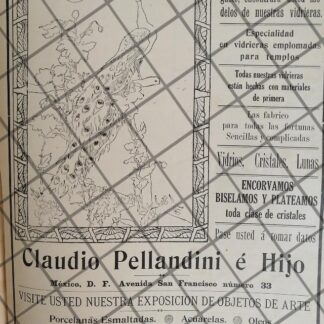 delos de nuestras vidrieras.
Especialidad
en vidrieras emplomadas
para templos
Todas nuestras vidrieras
están hechas con materiales
de primera
Las fabrico
para todas las fortunas
Sencillas y complicadas
Vidrios, Cristales, Lunas
ENCORVAMOS
BISELAMOS Y PLATEAMOS
toda clase de cristales
Pase usted á tomar datos
Claudio Pellandini é Hijo
México, D. F. Avenida San Francisco número 33
VISITE USTED NUESTRA EXPOSICION DE OBJETOS DE ARTE
Porcelanas Esmaltadas. Acuarelas. Oleos